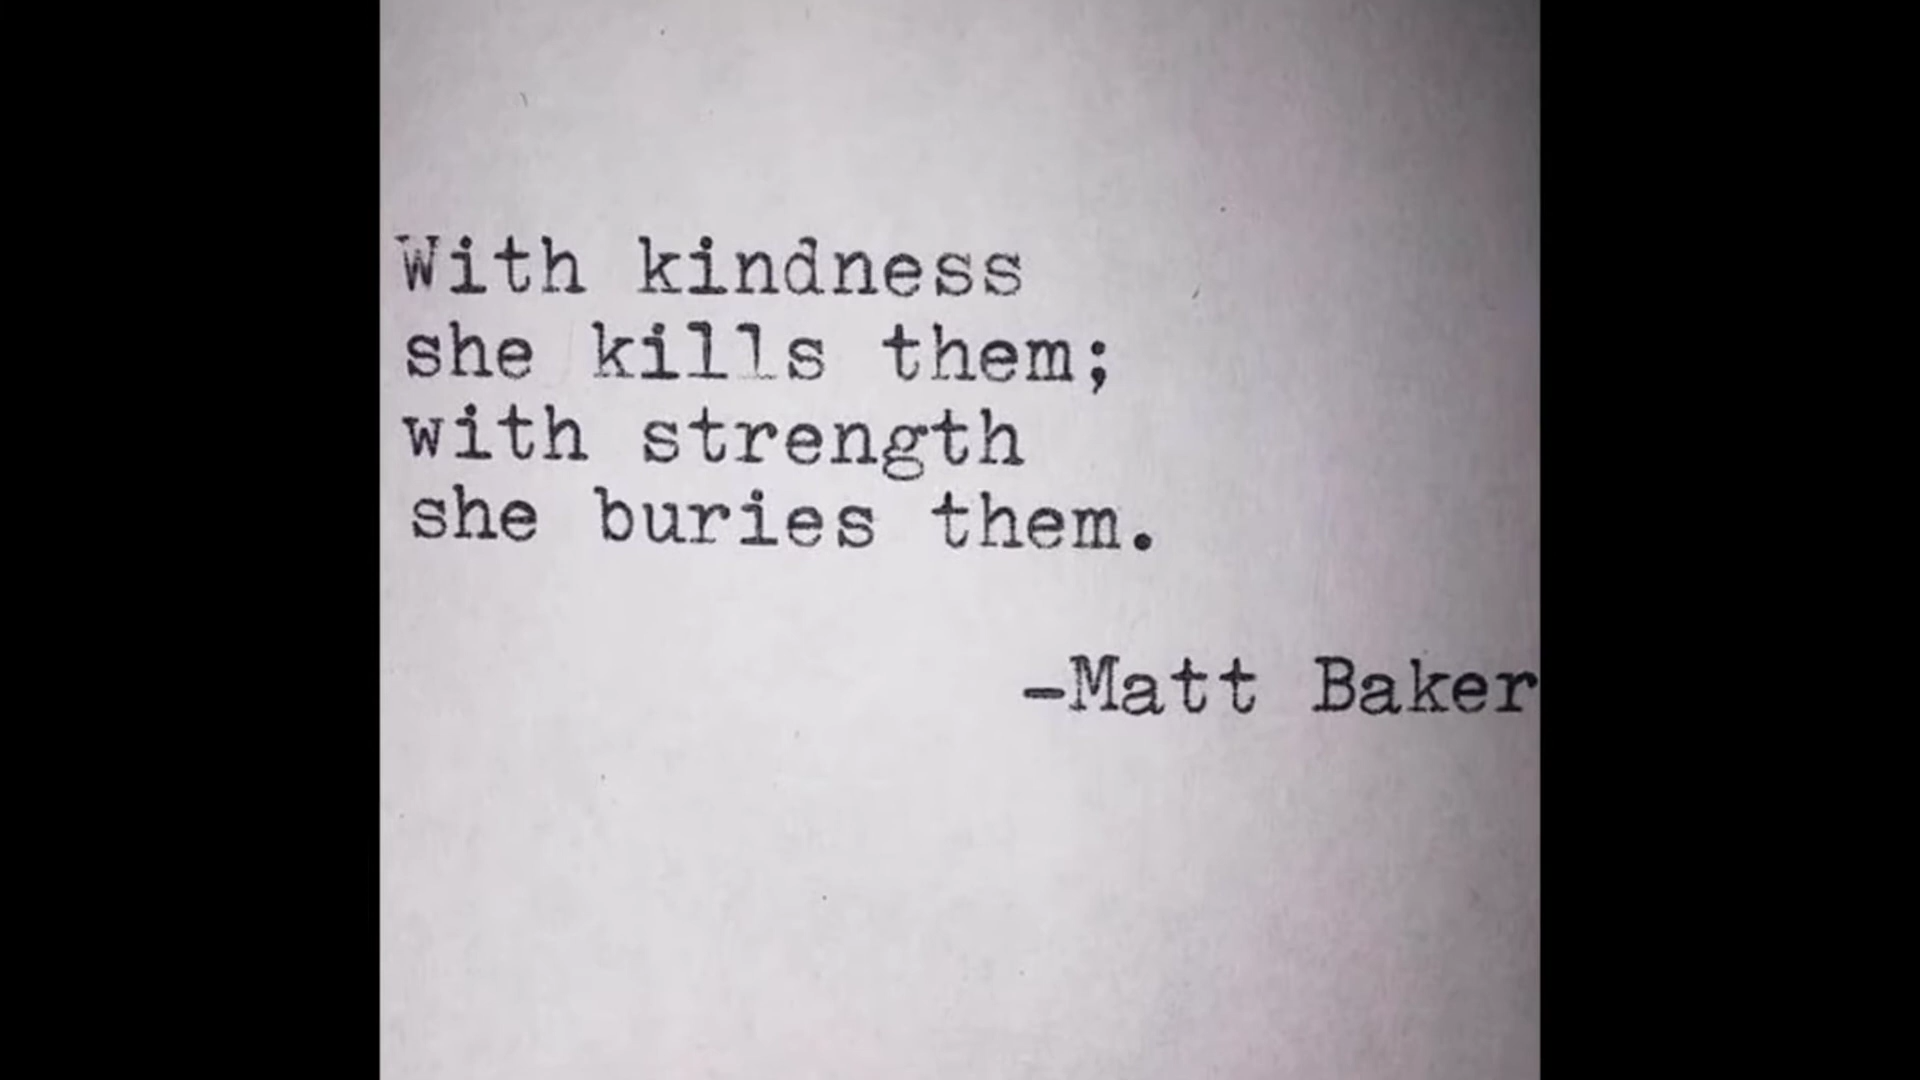 With kindness
she kills them;
with strength
she buries them.
-Matt Baker